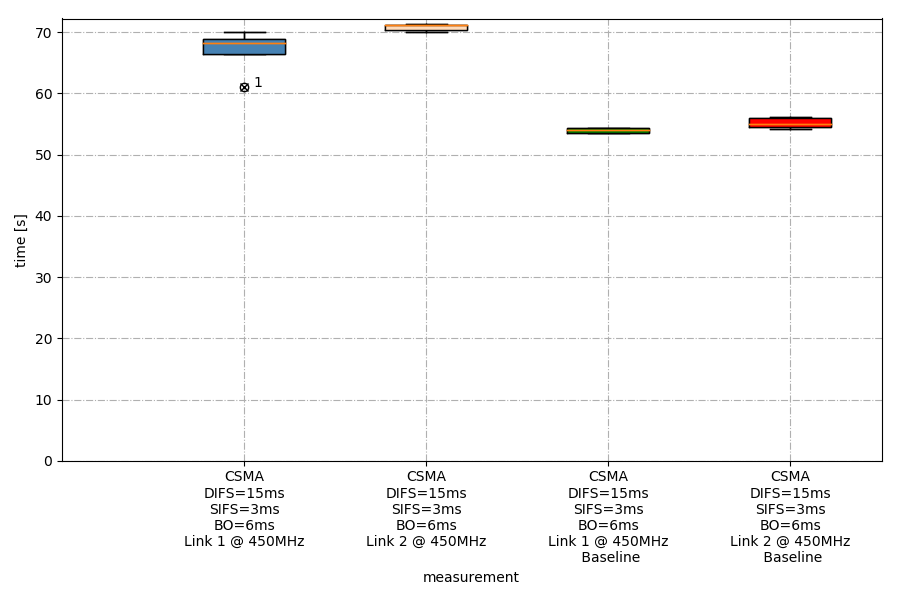 70
60
50
40
30
20
10
0
time [s]
1
CSMA
DIFS=15ms
SIFS=3ms
BO=6ms
Link 1 @ 450MHz
CSMA
DIFS=15ms
SIFS=3ms
BO=6ms
Link 2 @ 450MHz
CSMA
DIFS=15ms
SIFS=3ms
BO=6ms
Link 1 @ 450MHz
Baseline
CSMA
DIFS=15ms
SIFS=3ms
BO=6ms
Link 2 @ 450MHz
Baseline
measurement